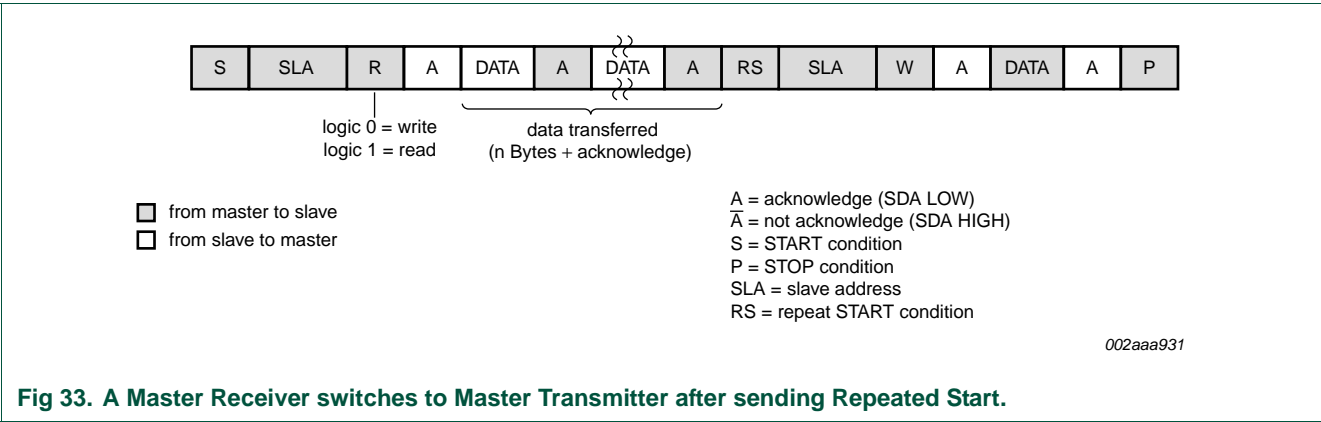 S SLA R A DATA A DATA A RS SLA W A DATA A P
logic 0 = write
logic 1 = read
data transferred
(n Bytes + acknowledge)
from master to slave
from slave to master
A = acknowledge (SDA LOW)
A̅ = not acknowledge (SDA HIGH)
S = START condition
P = STOP condition
SLA = slave address
RS = repeat START condition
002aaa931
Fig 33. A Master Receiver switches to Master Transmitter after sending Repeated Start.